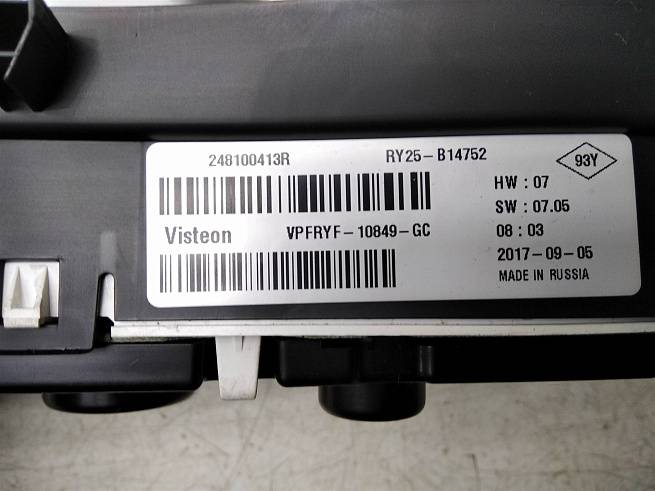 248100413R RY25-B14752 93Y
HW : 07
SW : 07.05
Visteon VPFRYF-10849-GC 08 : 03
2017-09-05
MADE IN RUSSIA